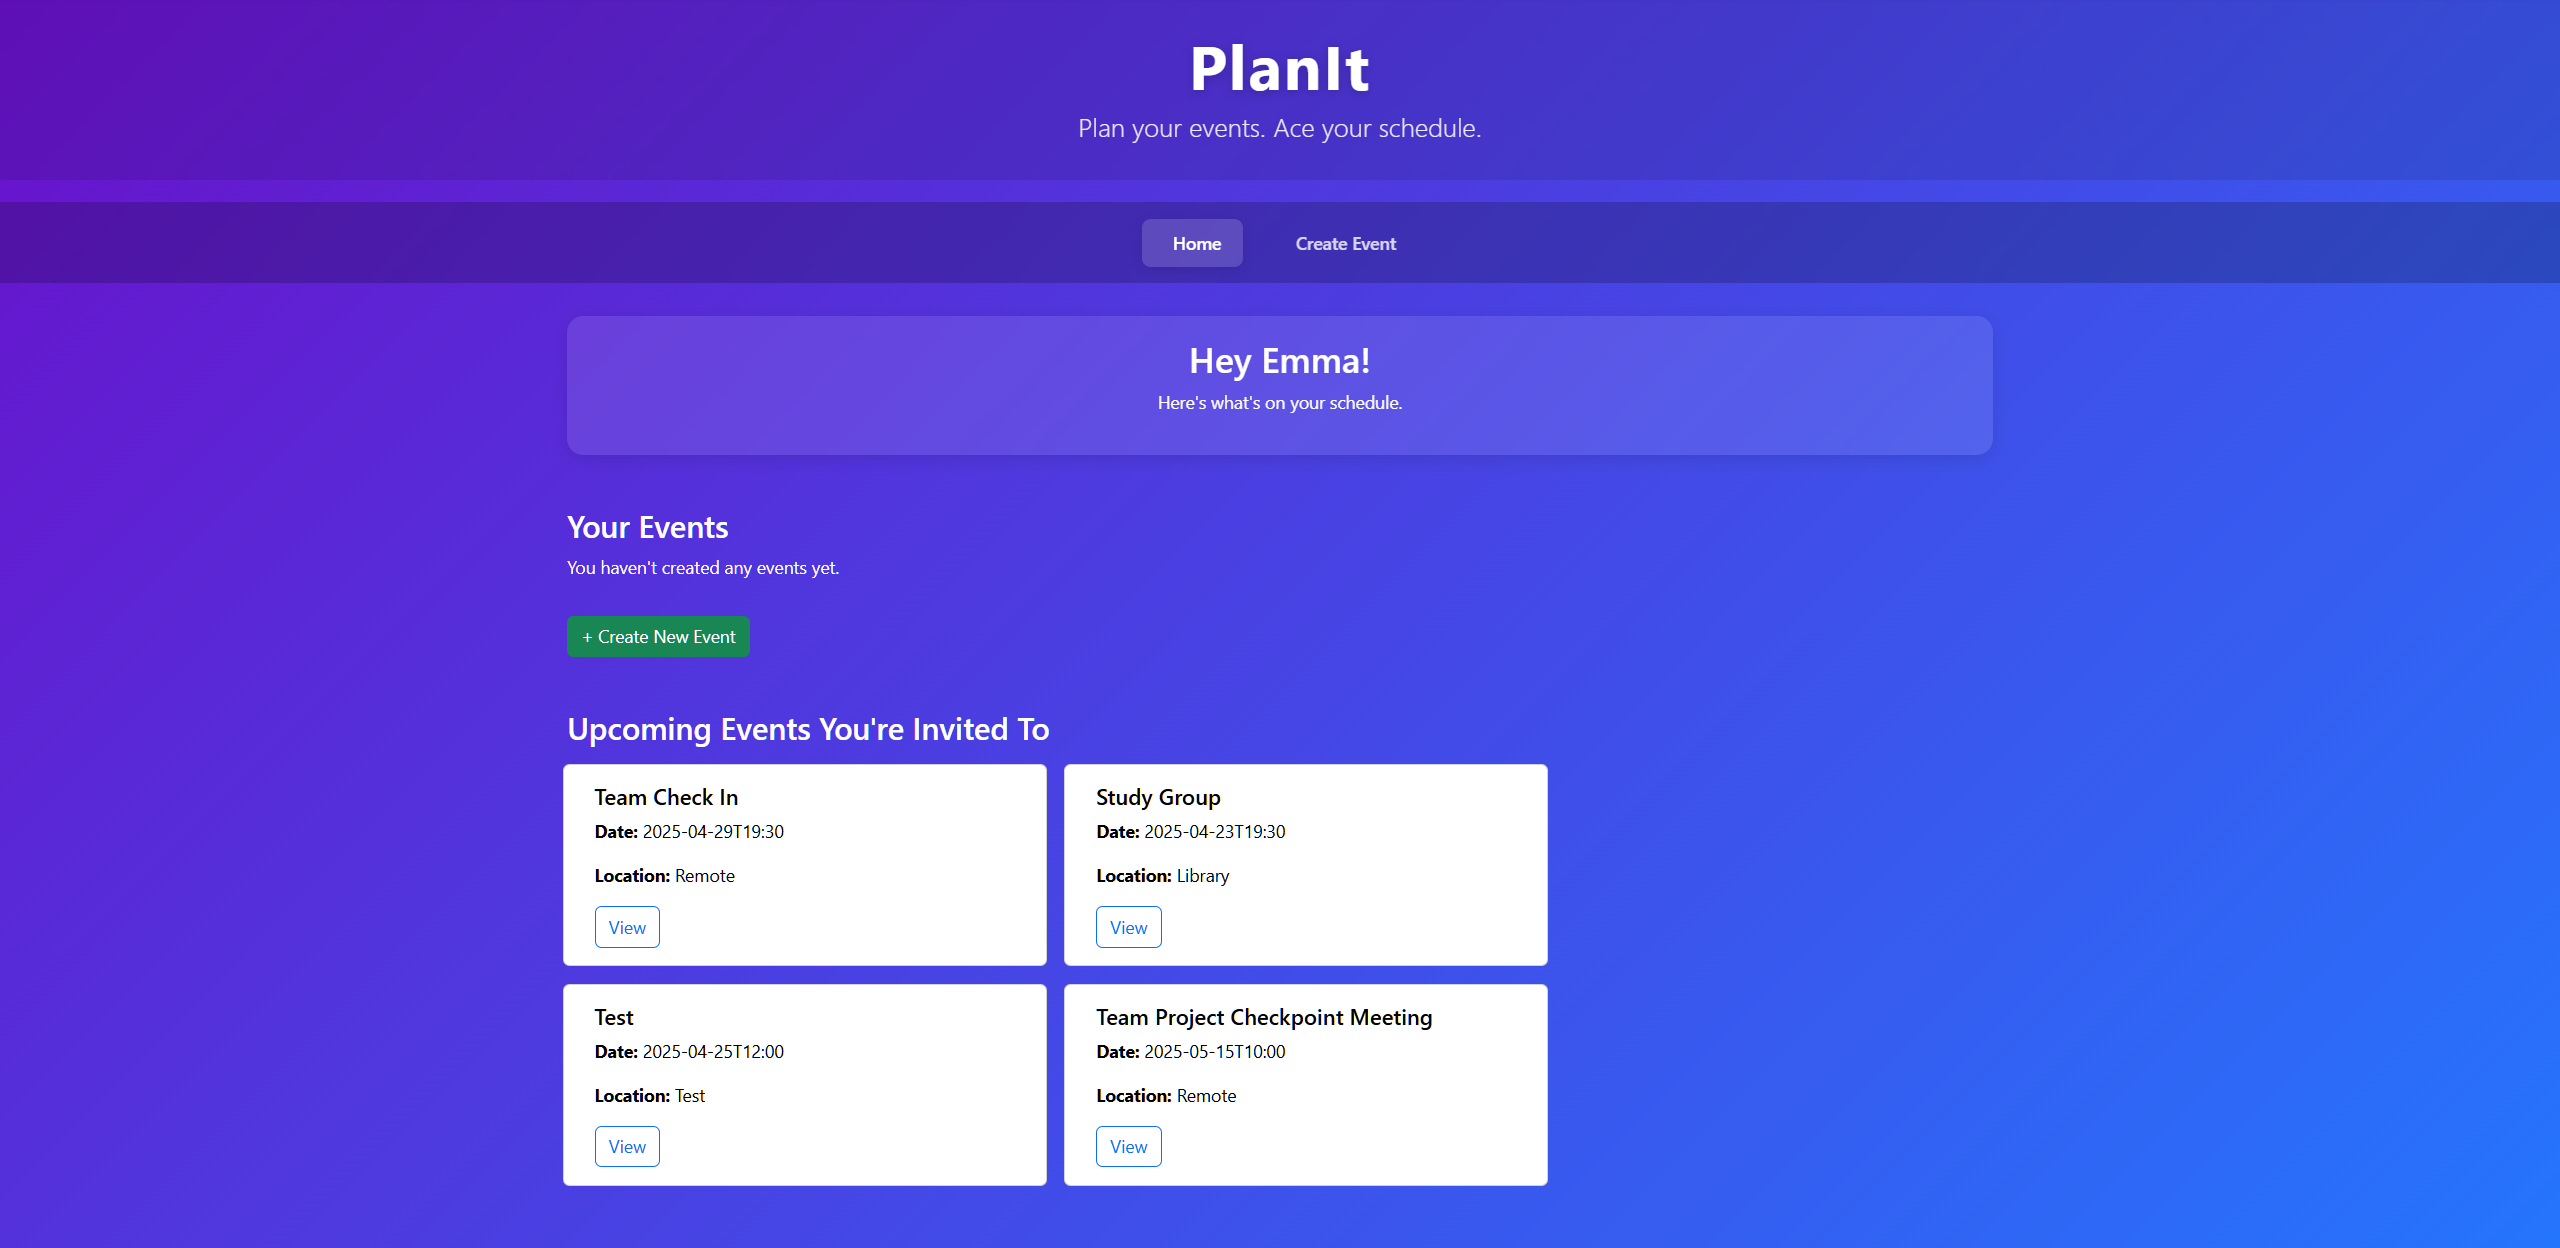 PlanIt
Plan your events. Ace your schedule.
Home
Create Event
Hey Emma!
Here's what's on your schedule.
Your Events
You haven't created any events yet.
+ Create New Event
Upcoming Events You're Invited To
Team Check In
Date: 2025-04-29T19:30
Location: Remote
View
Study Group
Date: 2025-04-23T19:30
Location: Library
View
Test
Date: 2025-04-25T12:00
Location: Test
View
Team Project Checkpoint Meeting
Date: 2025-05-15T10:00
Location: Remote
View